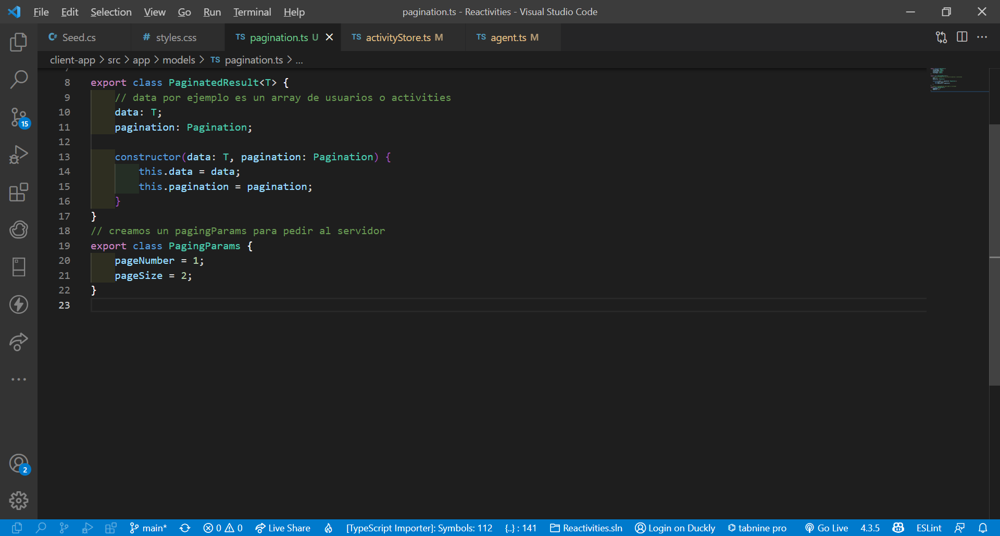 File Edit Selection View Go Run Terminal Help pagination.ts - Reactivities - Visual Studio Code
C# Seed.cs # styles.css TS pagination.ts U TS activityStore.ts M TS agent.ts M
client-app > src > app > models > TS pagination.ts > ...
8 export class PaginatedResult<T> {
9 // data por ejemplo es un array de usuarios o activities
10 data: T;
11 pagination: Pagination;
12
13 constructor(data: T, pagination: Pagination) {
14 this.data = data;
15 this.pagination = pagination;
16 }
17 }
18 // creamos un pagingParams para pedir al servidor
19 export class PagingParams {
20 pageNumber = 1;
21 pageSize = 2;
22 }
23
15
2
main* 0 0 Live Share [TypeScript Importer]: Symbols: 112 {..} : 141 Reactivities.sln Login on Duckly tabnine pro Go Live 4.3.5 ESLint